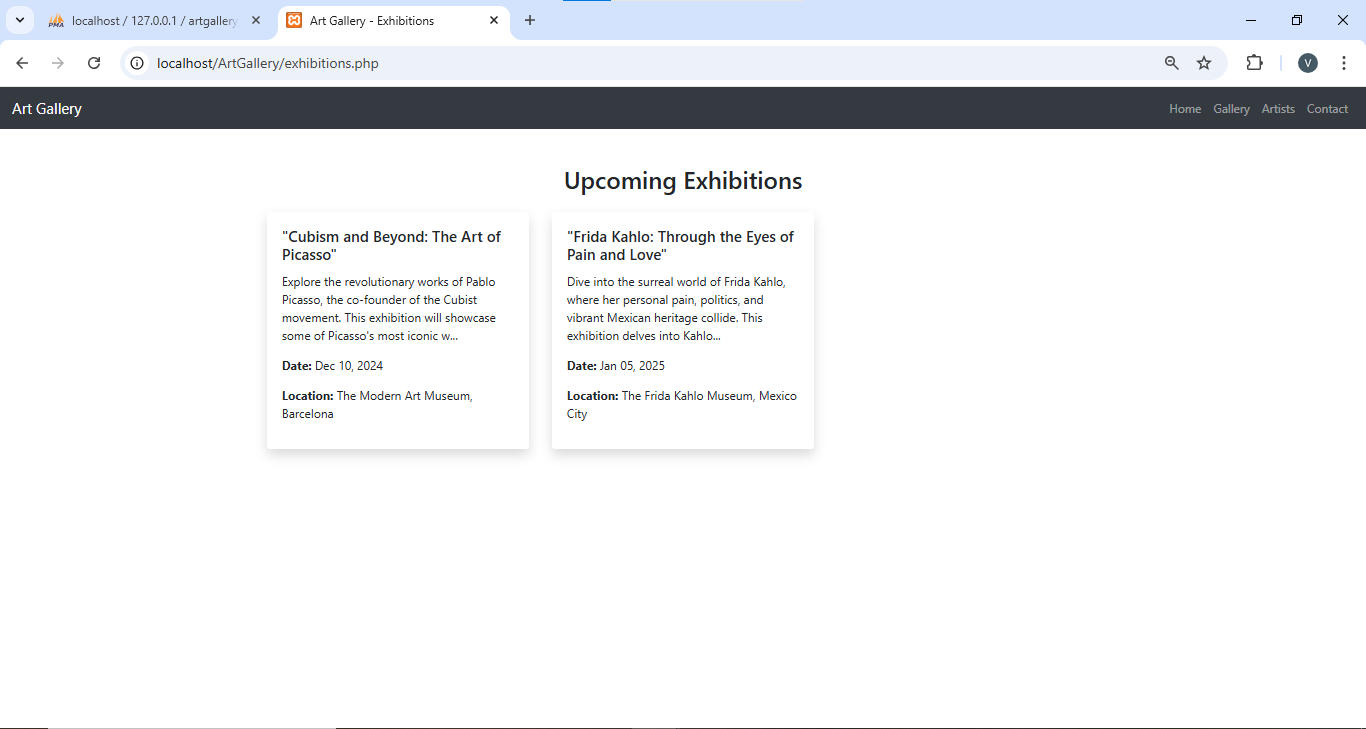 PMA
localhost / 127.0.0.1 / artgallery
Art Gallery - Exhibitions
localhost/ArtGallery/exhibitions.php
V
Art Gallery
Home Gallery Artists Contact
Upcoming Exhibitions
"Cubism and Beyond: The Art of
Picasso"
Explore the revolutionary works of Pablo
Picasso, the co-founder of the Cubist
movement. This exhibition will showcase
some of Picasso's most iconic w...
Date: Dec 10, 2024
Location: The Modern Art Museum,
Barcelona
"Frida Kahlo: Through the Eyes of
Pain and Love"
Dive into the surreal world of Frida Kahlo,
where her personal pain, politics, and
vibrant Mexican heritage collide. This
exhibition delves into Kahlo...
Date: Jan 05, 2025
Location: The Frida Kahlo Museum, Mexico
City